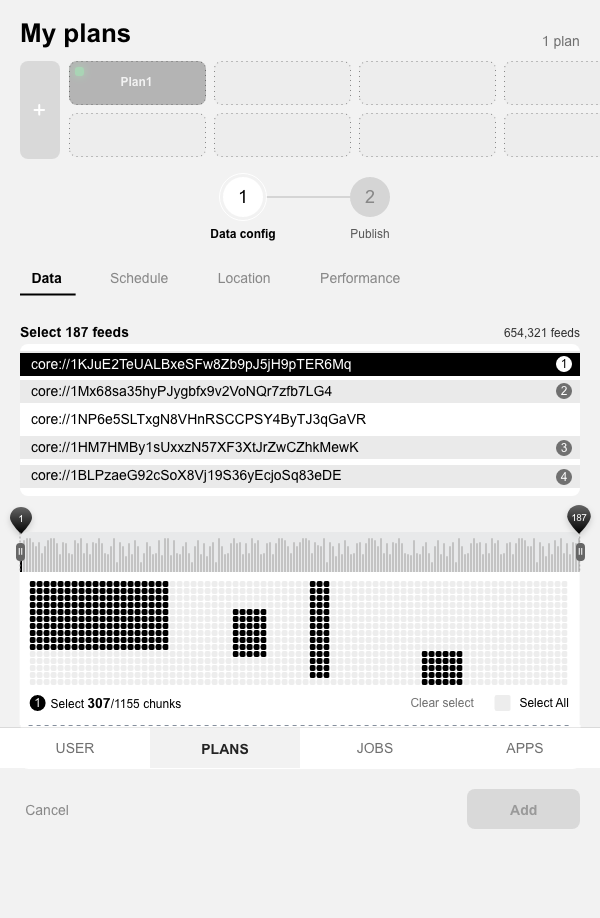 My plans
1 plan
+
Plan1
1
2
Data config
Publish
Data
Schedule
Location
Performance
Select 187 feeds
654,321 feeds
core://1KJuE2TeUALBxeSFw8Zb9pJ5jH9pTER6Mq
1
core://1Mx68sa35hyPJygbfx9v2VoNQr7zfb7LG4
2
core://1NP6e5SLTxgN8VHnRSCCPSY4ByTJ3qGaVR
core://1HM7HMBy1sUxxzN57XF3XtJrZwCZhkMewK
3
core://1BLPzaeG92cSoX8Vj19S36yEcjoSq83eDE
4
1
187
1 Select 307/1155 chunks
Clear select
Select All
USER
PLANS
JOBS
APPS
Cancel
Add